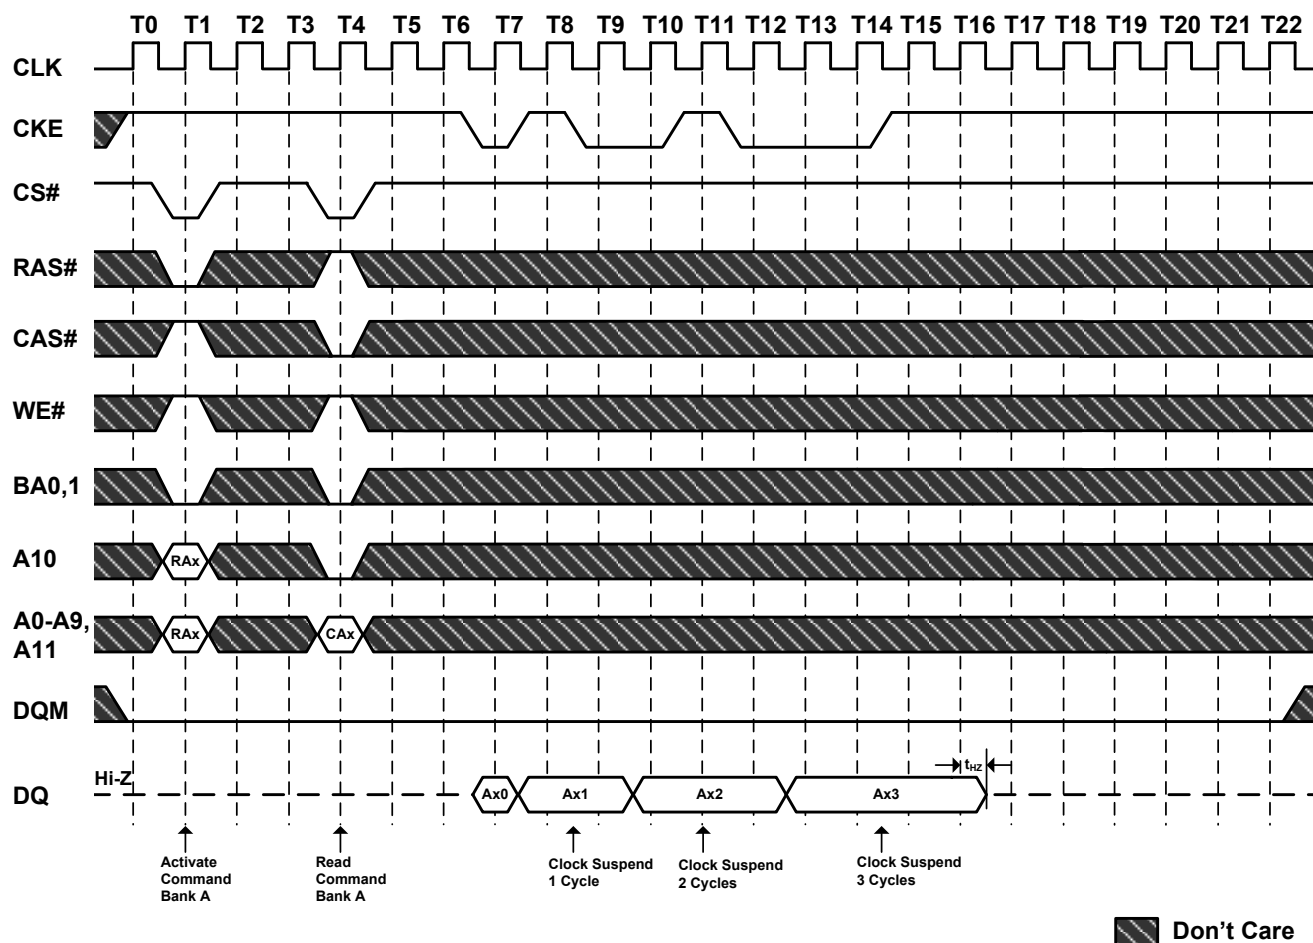 T0 T1 T2 T3 T4 T5 T6 T7 T8 T9 T10 T11 T12 T13 T14 T15 T16 T17 T18 T19 T20 T21 T22
CLK
CKE
CS#
RAS#
CAS#
WE#
BA0,1
A10
RAx
A0-A9,
A11
RAx
CAx
DQM
Hi-Z
tHZ
DQ
Ax0
Ax1
Ax2
Ax3
Activate
Command
Bank A
Read
Command
Bank A
Clock Suspend
1 Cycle
Clock Suspend
2 Cycles
Clock Suspend
3 Cycles
Don't Care